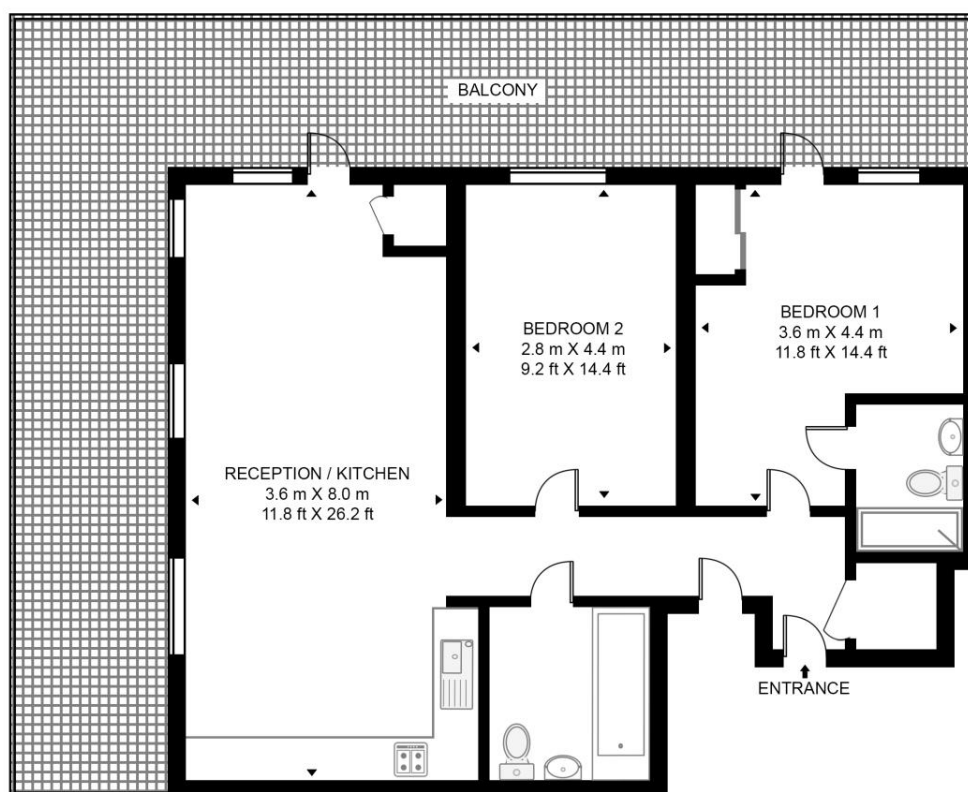 BALCONY
BEDROOM 1
3.6 m X 4.4 m
11.8 ft X 14.4 ft
BEDROOM 2
2.8 m X 4.4 m
9.2 ft X 14.4 ft
RECEPTION / KITCHEN
3.6 m X 8.0 m
11.8 ft X 26.2 ft
ENTRANCE